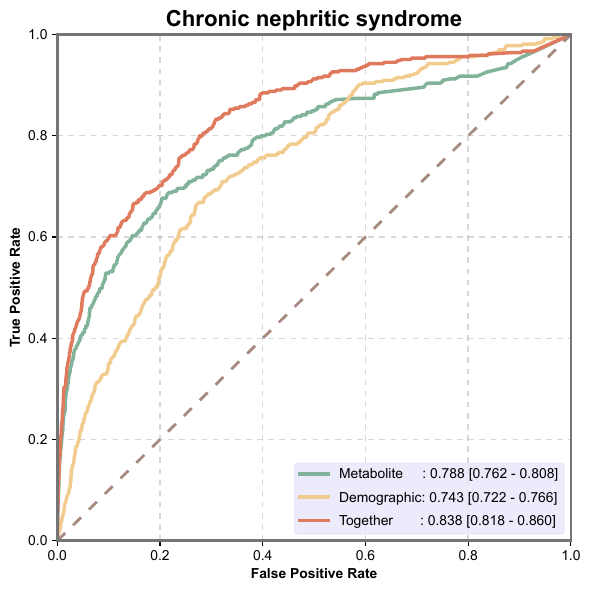 Chronic nephritic syndrome
True Positive Rate
1.0
0.8
0.6
0.4
0.2
0.0
Metabolite : 0.788 [0.762 - 0.808]
Demographic: 0.743 [0.722 - 0.766]
Together : 0.838 [0.818 - 0.860]
0.0 0.2 0.4 0.6 0.8 1.0
False Positive Rate